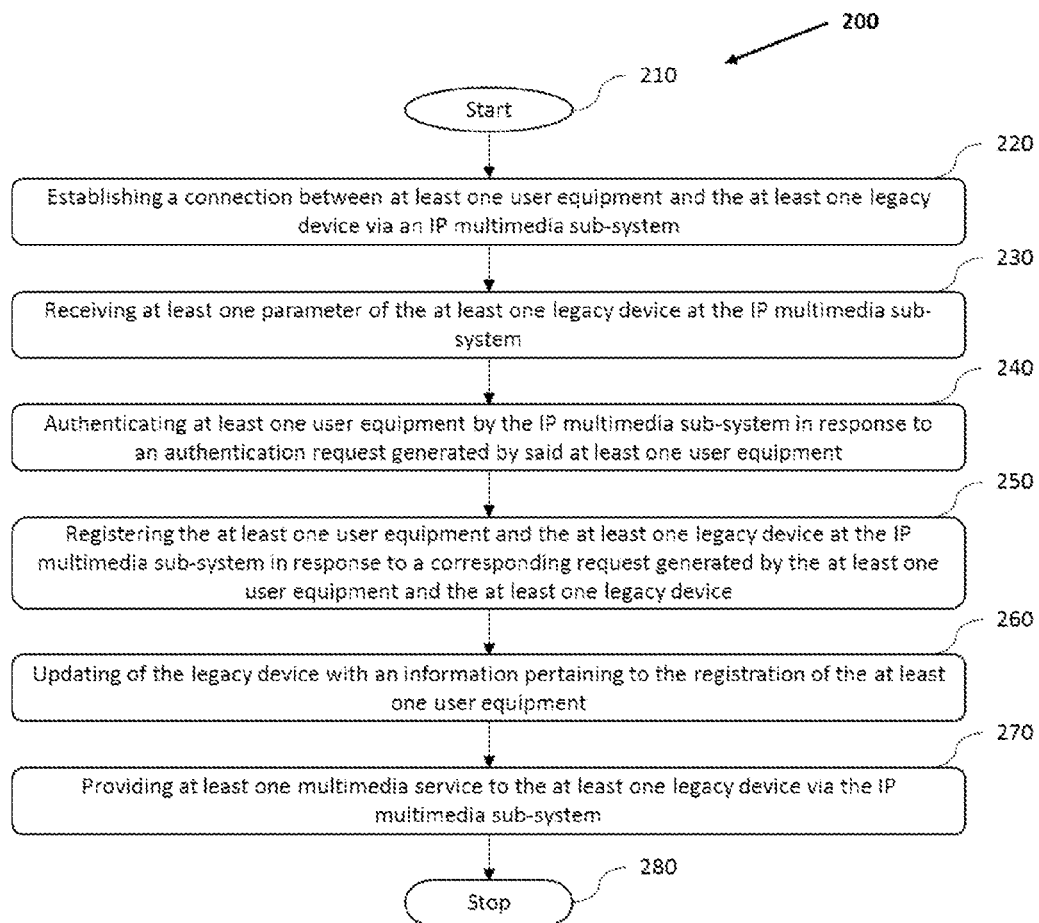 200
210
Start
220
Establishing a connection between at least one user equipment and the at least one legacy
device via an IP multimedia sub-system
230
Receiving at least one parameter of the at least one legacy device at the IP multimedia sub-
system
240
Authenticating at least one user equipment by the IP multimedia sub-system in response to
an authentication request generated by said at least one user equipment
250
Registering the at least one user equipment and the at least one legacy device at the IP
multimedia sub-system in response to a corresponding request generated by the at least one
user equipment and the at least one legacy device
260
Updating of the legacy device with an information pertaining to the registration of the at least
one user equipment
270
Providing at least one multimedia service to the at least one legacy device via the IP
multimedia sub-system
280
Stop